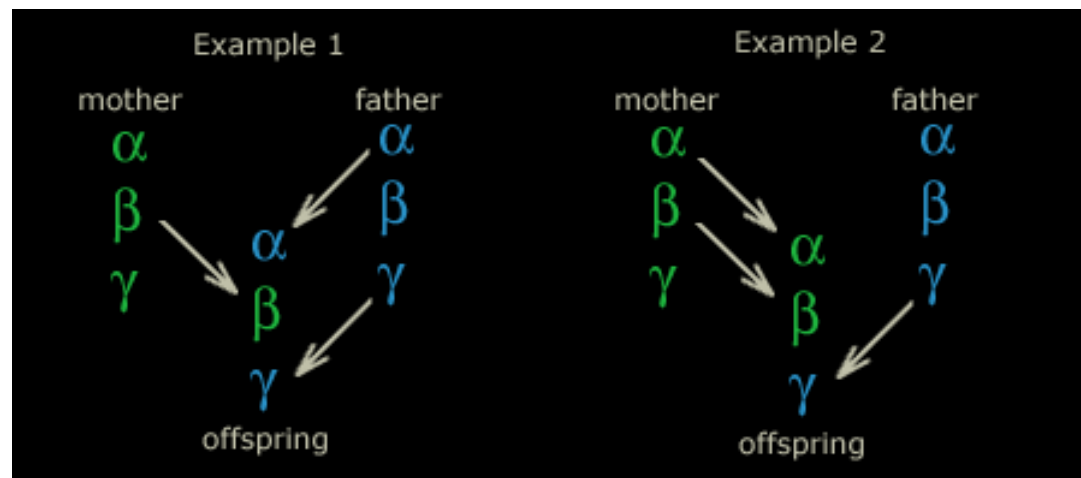 Example 1
mother father
α α
β β
γ γ
α
β
γ
offspring
Example 2
mother father
α α
β β
γ γ
α
β
γ
offspring